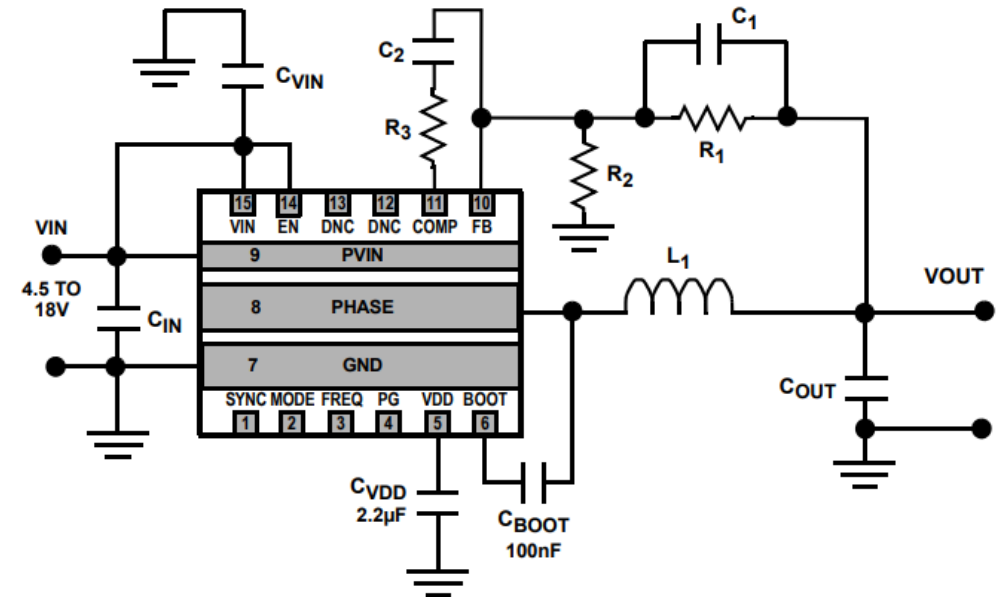 C1
C2
CVIN
R3
R1
R2
15 14 13 12 11 10
VIN EN DNC DNC COMP FB
VIN
9 PVIN
L1
4.5 TO
18V
VOUT
8 PHASE
CIN
7 GND
COUT
SYNC MODE FREQ PG VDD BOOT
1 2 3 4 5 6
CVDD
2.2µF
CBOOT
100nF